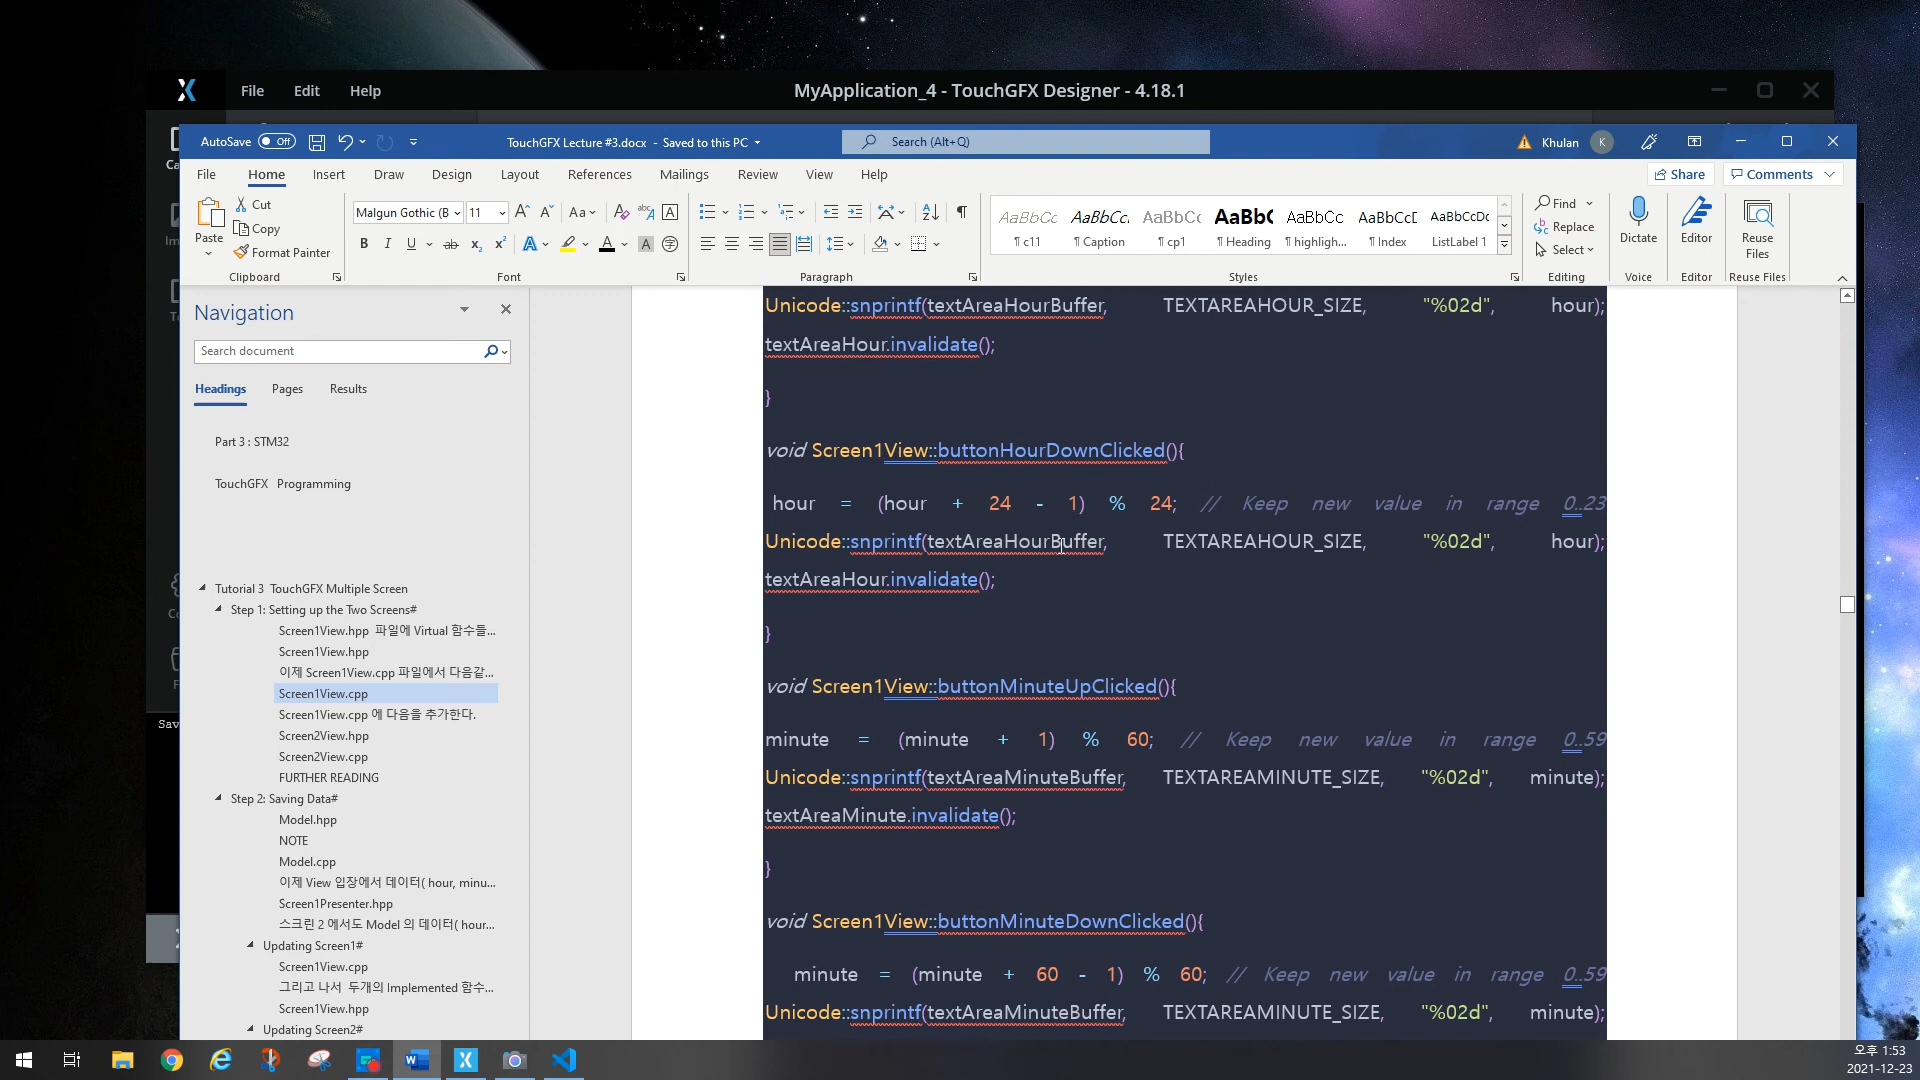 File Edit Help
MyApplication_4 - TouchGFX Designer - 4.18.1
AutoSave Off
TouchGFX Lecture #3.docx - Saved to this PC
Search (Alt+Q)
Khulan K
File Home Insert Draw Design Layout References Mailings Review View Help
Share Comments
Paste
Cut
Copy
Format Painter
Clipboard
Malgun Gothic (B 11
Font
Paragraph
AaBbCc AaBbCc AaBbCc AaBb( AaBbCc AaBbCcD AaBbCcDc
¶ c11 ¶ Caption ¶ cp1 ¶ Heading ¶ highligh... ¶ Index ListLabel 1
Styles
Find
Replace
Select
Editing
Dictate
Voice
Editor
Editor
Reuse
Files
Reuse Files
Navigation
Search document
Headings Pages Results
Part 3 : STM32
TouchGFX Programming
Tutorial 3 TouchGFX Multiple Screen
Step 1: Setting up the Two Screens#
Screen1View.hpp 파일에 Virtual 함수들...
Screen1View.hpp
이제 Screen1View.cpp 파일에서 다음같...
Screen1View.cpp
Screen1View.cpp 에 다음을 추가한다.
Screen2View.hpp
Screen2View.cpp
FURTHER READING
Step 2: Saving Data#
Model.hpp
NOTE
Model.cpp
이제 View 입장에서 데이터( hour, minu...
Screen1Presenter.hpp
스크린 2 에서도 Model 의 데이터( hour...
Updating Screen1#
Screen1View.cpp
그리고 나서 두개의 Implemented 함수...
Screen1View.hpp
Updating Screen2#
Unicode::snprintf(textAreaHourBuffer, TEXTAREAHOUR_SIZE, "%02d", hour);
textAreaHour.invalidate();
}
void Screen1View::buttonHourDownClicked(){
hour = (hour + 24 - 1) % 24; // Keep new value in range 0..23
Unicode::snprintf(textAreaHourBuffer, TEXTAREAHOUR_SIZE, "%02d", hour);
textAreaHour.invalidate();
}
void Screen1View::buttonMinuteUpClicked(){
minute = (minute + 1) % 60; // Keep new value in range 0..59
Unicode::snprintf(textAreaMinuteBuffer, TEXTAREAMINUTE_SIZE, "%02d", minute);
textAreaMinute.invalidate();
}
void Screen1View::buttonMinuteDownClicked(){
minute = (minute + 60 - 1) % 60; // Keep new value in range 0..59
Unicode::snprintf(textAreaMinuteBuffer, TEXTAREAMINUTE_SIZE, "%02d", minute);
오후 1:53
2021-12-23